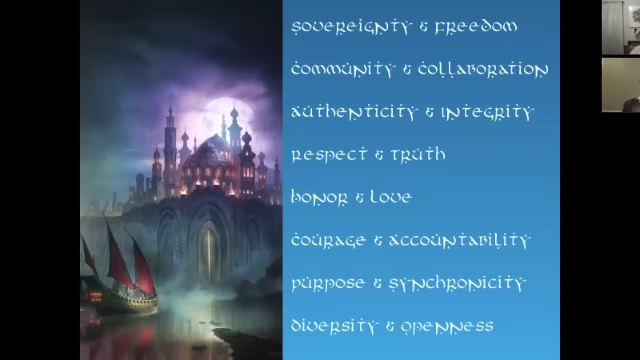 Sovereignty & Freedom
Community & Collaboration
Authenticity & Integrity
Respect & Truth
Honor & Love
Courage & Accountability
Purpose & Synchronicity
Diversity & Openness